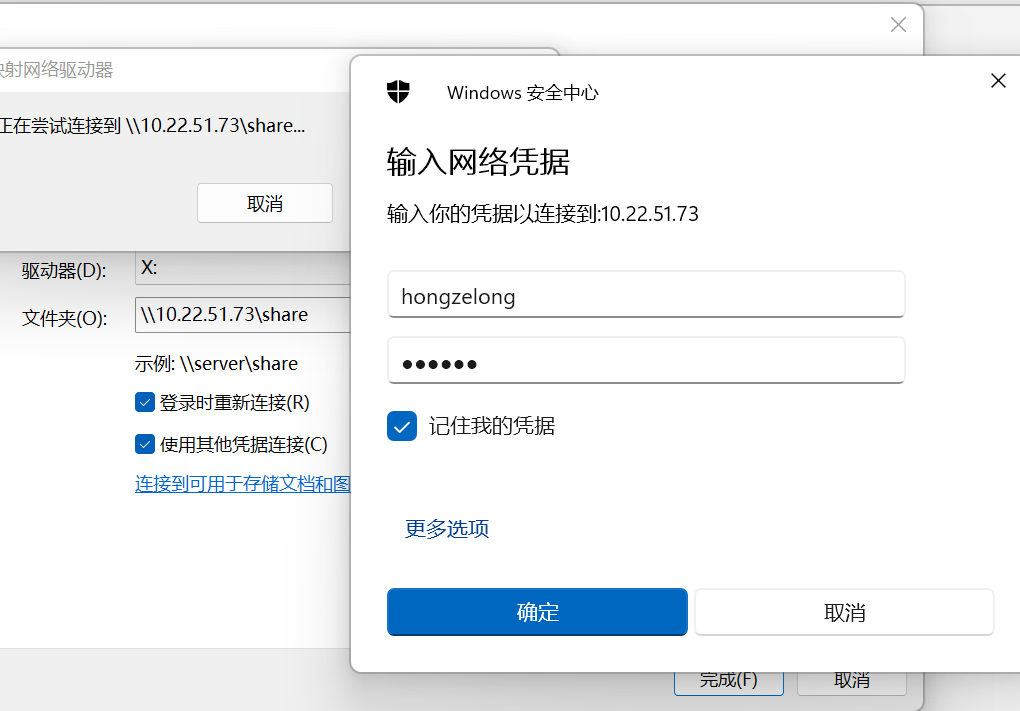 射网络驱动器
正在尝试连接到 \\10.22.51.73\share...
取消
驱动器(D):
X:
文件夹(O):
\\10.22.51.73\share
示例: \\server\share
登录时重新连接(R)
使用其他凭据连接(C)
连接到可用于存储文档和图
完成(F)
取消
Windows 安全中心
输入网络凭据
输入你的凭据以连接到:10.22.51.73
hongzelong
●●●●●●
记住我的凭据
更多选项
确定
取消